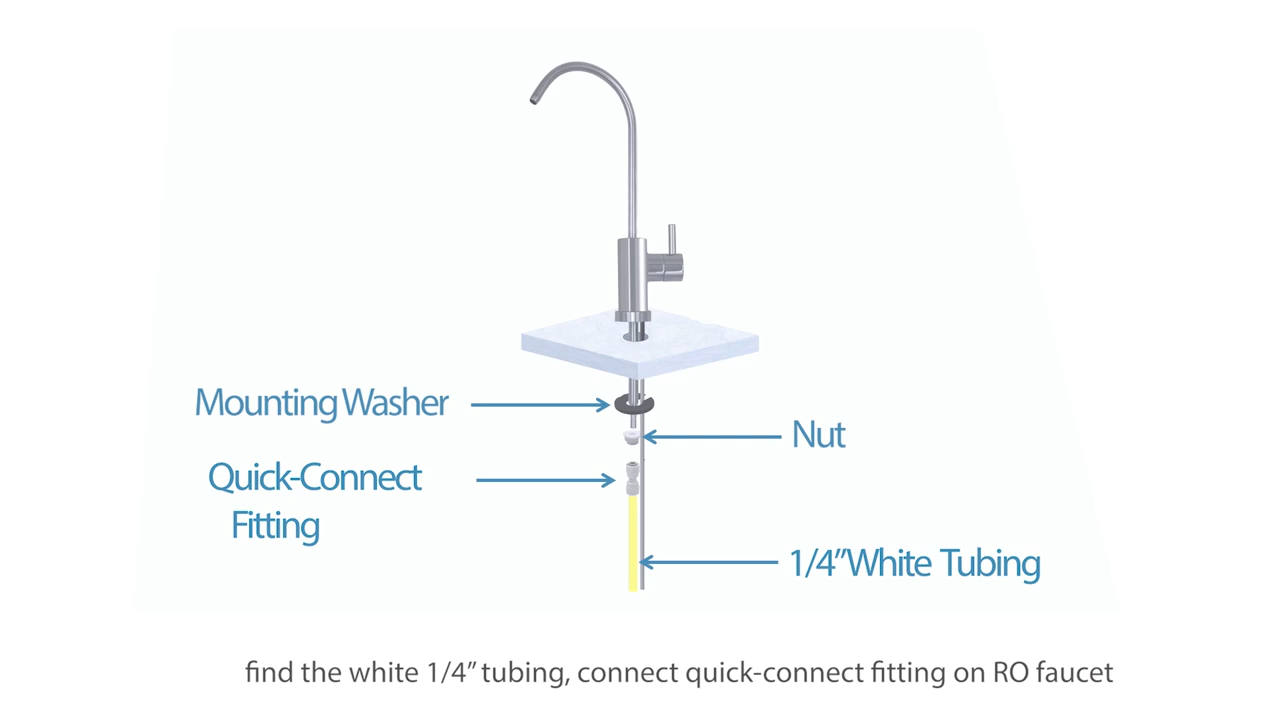 Mounting Washer
Nut
Quick-Connect
Fitting
1/4”White Tubing
find the white 1/4” tubing, connect quick-connect fitting on RO faucet